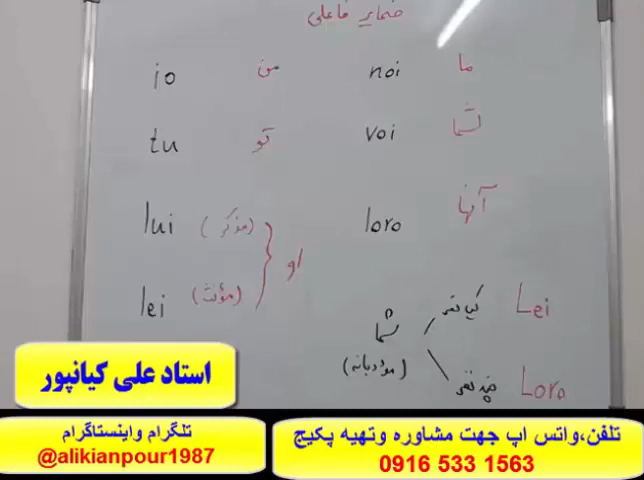 ضمایر فاعلی
io من noi ما
tu تو voi شما
lui (مذکر) loro آنها
او
lei (مؤنث)
شما (مؤدبانه)
یک نفر Lei
چند نفر Loro
استاد علی کیانپور
تلگرام واینستاگرام
@alikianpour1987
تلفن،واتس اپ جهت مشاوره وتهیه پکیج
0916 533 1563